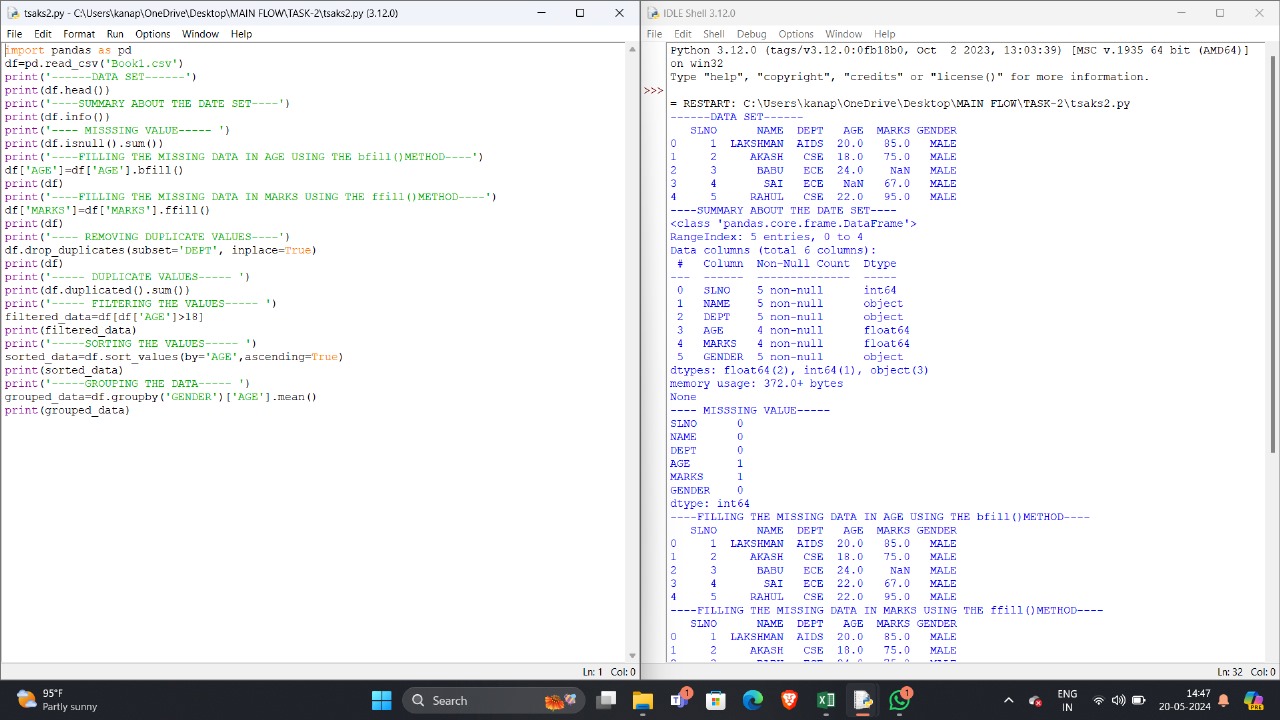 tsaks2.py - C:\Users\kanap\OneDrive\Desktop\MAIN FLOW\TASK-2\tsaks2.py (3.12.0)
File Edit Format Run Options Window Help
import pandas as pd
df=pd.read_csv('Book1.csv')
print('------DATA SET------')
print(df.head())
print('----SUMMARY ABOUT THE DATE SET----')
print(df.info())
print('---- MISSSING VALUE----- ')
print(df.isnull().sum())
print('----FILLING THE MISSING DATA IN AGE USING THE bfill()METHOD----')
df['AGE']=df['AGE'].bfill()
print(df)
print('----FILLING THE MISSING DATA IN MARKS USING THE ffill()METHOD----')
df['MARKS']=df['MARKS'].ffill()
print(df)
print('---- REMOVING DUPLICATE VALUES----')
df.drop_duplicates(subset='DEPT', inplace=True)
print(df)
print('----- DUPLICATE VALUES----- ')
print(df.duplicated().sum())
print('----- FILTERING THE VALUES----- ')
filtered_data=df[df['AGE']>18]
print(filtered_data)
print('-----SORTING THE VALUES----- ')
sorted_data=df.sort_values(by='AGE',ascending=True)
print(sorted_data)
print('-----GROUPING THE DATA----- ')
grouped_data=df.groupby('GENDER')['AGE'].mean()
print(grouped_data)
Ln: 1 Col: 0
IDLE Shell 3.12.0
File Edit Shell Debug Options Window Help
Python 3.12.0 (tags/v3.12.0:0fb18b0, Oct  2 2023, 13:03:39) [MSC v.1935 64 bit (AMD64)]
on win32
Type "help", "copyright", "credits" or "license()" for more information.
>>>
= RESTART: C:\Users\kanap\OneDrive\Desktop\MAIN FLOW\TASK-2\tsaks2.py
------DATA SET------
   SLNO      NAME  DEPT   AGE  MARKS GENDER
0     1  LAKSHMAN  AIDS  20.0   85.0   MALE
1     2     AKASH   CSE  18.0   75.0   MALE
2     3      BABU   ECE  24.0    NaN   MALE
3     4       SAI   ECE   NaN   67.0   MALE
4     5     RAHUL   CSE  22.0   95.0   MALE
----SUMMARY ABOUT THE DATE SET----
<class 'pandas.core.frame.DataFrame'>
RangeIndex: 5 entries, 0 to 4
Data columns (total 6 columns):
 #   Column  Non-Null Count  Dtype
---  ------  --------------  -----
 0   SLNO    5 non-null      int64
 1   NAME    5 non-null      object
 2   DEPT    5 non-null      object
 3   AGE     4 non-null      float64
 4   MARKS   4 non-null      float64
 5   GENDER  5 non-null      object
dtypes: float64(2), int64(1), object(3)
memory usage: 372.0+ bytes
None
---- MISSSING VALUE-----
SLNO      0
NAME      0
DEPT      0
AGE       1
MARKS     1
GENDER    0
dtype: int64
----FILLING THE MISSING DATA IN AGE USING THE bfill()METHOD----
   SLNO      NAME  DEPT   AGE  MARKS GENDER
0     1  LAKSHMAN  AIDS  20.0   85.0   MALE
1     2     AKASH   CSE  18.0   75.0   MALE
2     3      BABU   ECE  24.0    NaN   MALE
3     4       SAI   ECE  22.0   67.0   MALE
4     5     RAHUL   CSE  22.0   95.0   MALE
----FILLING THE MISSING DATA IN MARKS USING THE ffill()METHOD----
   SLNO      NAME  DEPT   AGE  MARKS GENDER
0     1  LAKSHMAN  AIDS  20.0   85.0   MALE
1     2     AKASH   CSE  18.0   75.0   MALE
Ln: 32 Col: 0
95°F
Partly sunny
Search
1
1
ENG
IN
14:47
20-05-2024
PRE